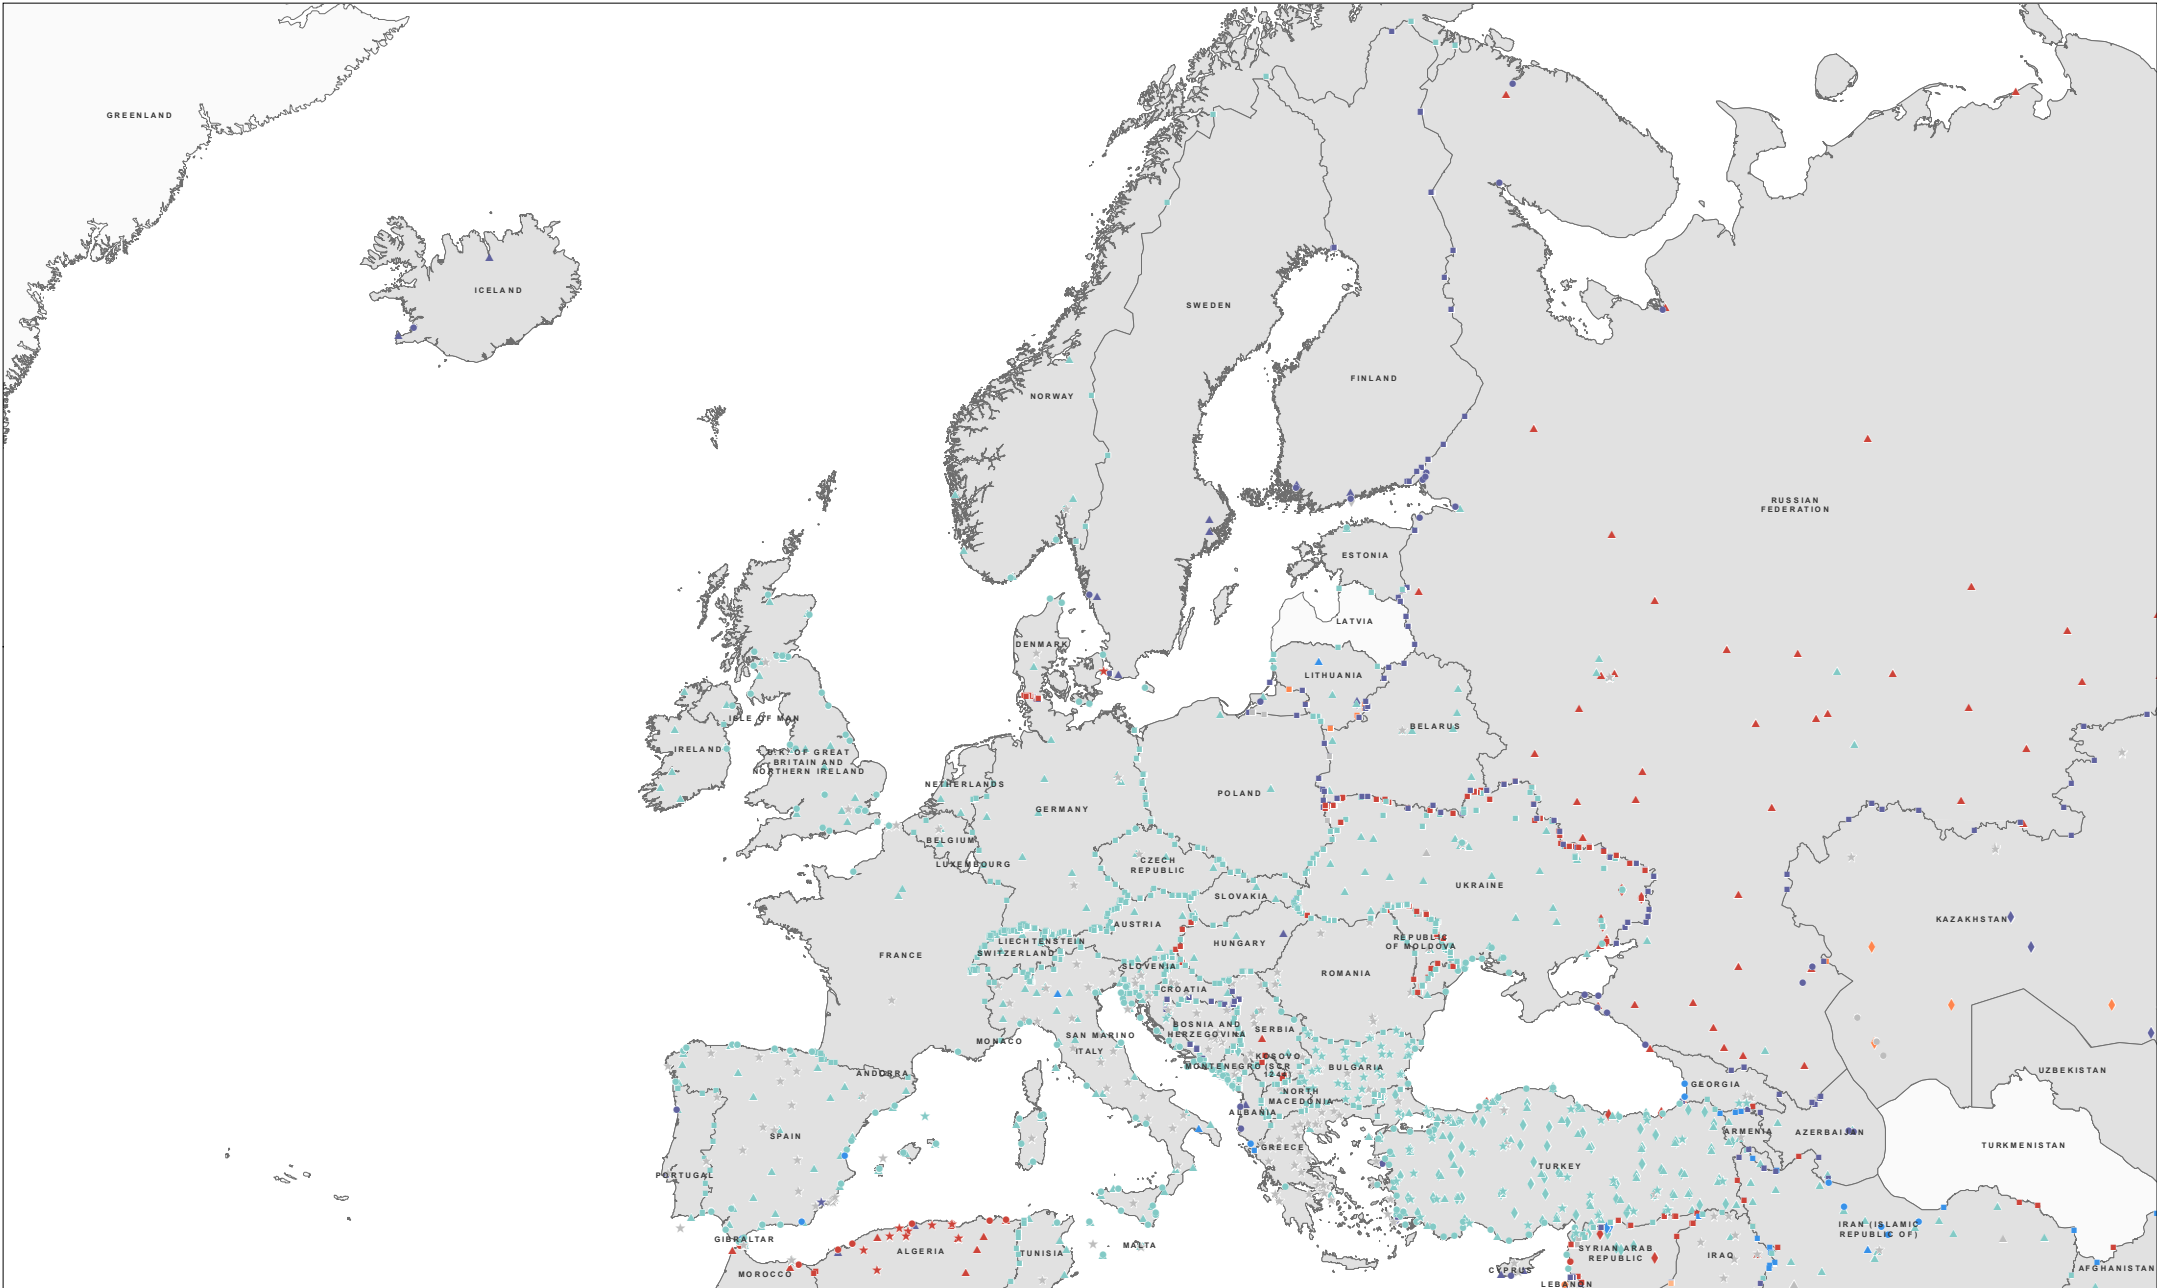 GREENLAND
ICELAND
SWEDEN
FINLAND
NORWAY
RUSSIAN
FEDERATION
ESTONIA
LATVIA
DENMARK
LITHUANIA
ISLE OF MAN
BELARUS
IRELAND
U.K. OF GREAT
BRITAIN AND
NORTHERN IRELAND
NETHERLANDS
POLAND
GERMANY
BELGIUM
LUXEMBOURG
CZECH
REPUBLIC
UKRAINE
SLOVAKIA
KAZAKHSTAN
AUSTRIA
LIECHTENSTEIN
HUNGARY
REPUBLIC
OF MOLDOVA
FRANCE
SWITZERLAND
SLOVENIA
ROMANIA
CROATIA
BOSNIA AND
HERZEGOVINA
SERBIA
SAN MARINO
MONACO
ITALY
KOSOVO
(SCR
1244)
MONTENEGRO
BULGARIA
ANDORRA
UZBEKISTAN
GEORGIA
NORTH
MACEDONIA
ALBANIA
SPAIN
ARMENIA
AZERBAIJAN
GREECE
TURKMENISTAN
TURKEY
PORTUGAL
IRAN (ISLAMIC
REPUBLIC OF)
GIBRALTAR
MALTA
ALGERIA
TUNISIA
SYRIAN ARAB
REPUBLIC
IRAQ
CYPRUS
MOROCCO
AFGHANISTAN
LEBANON